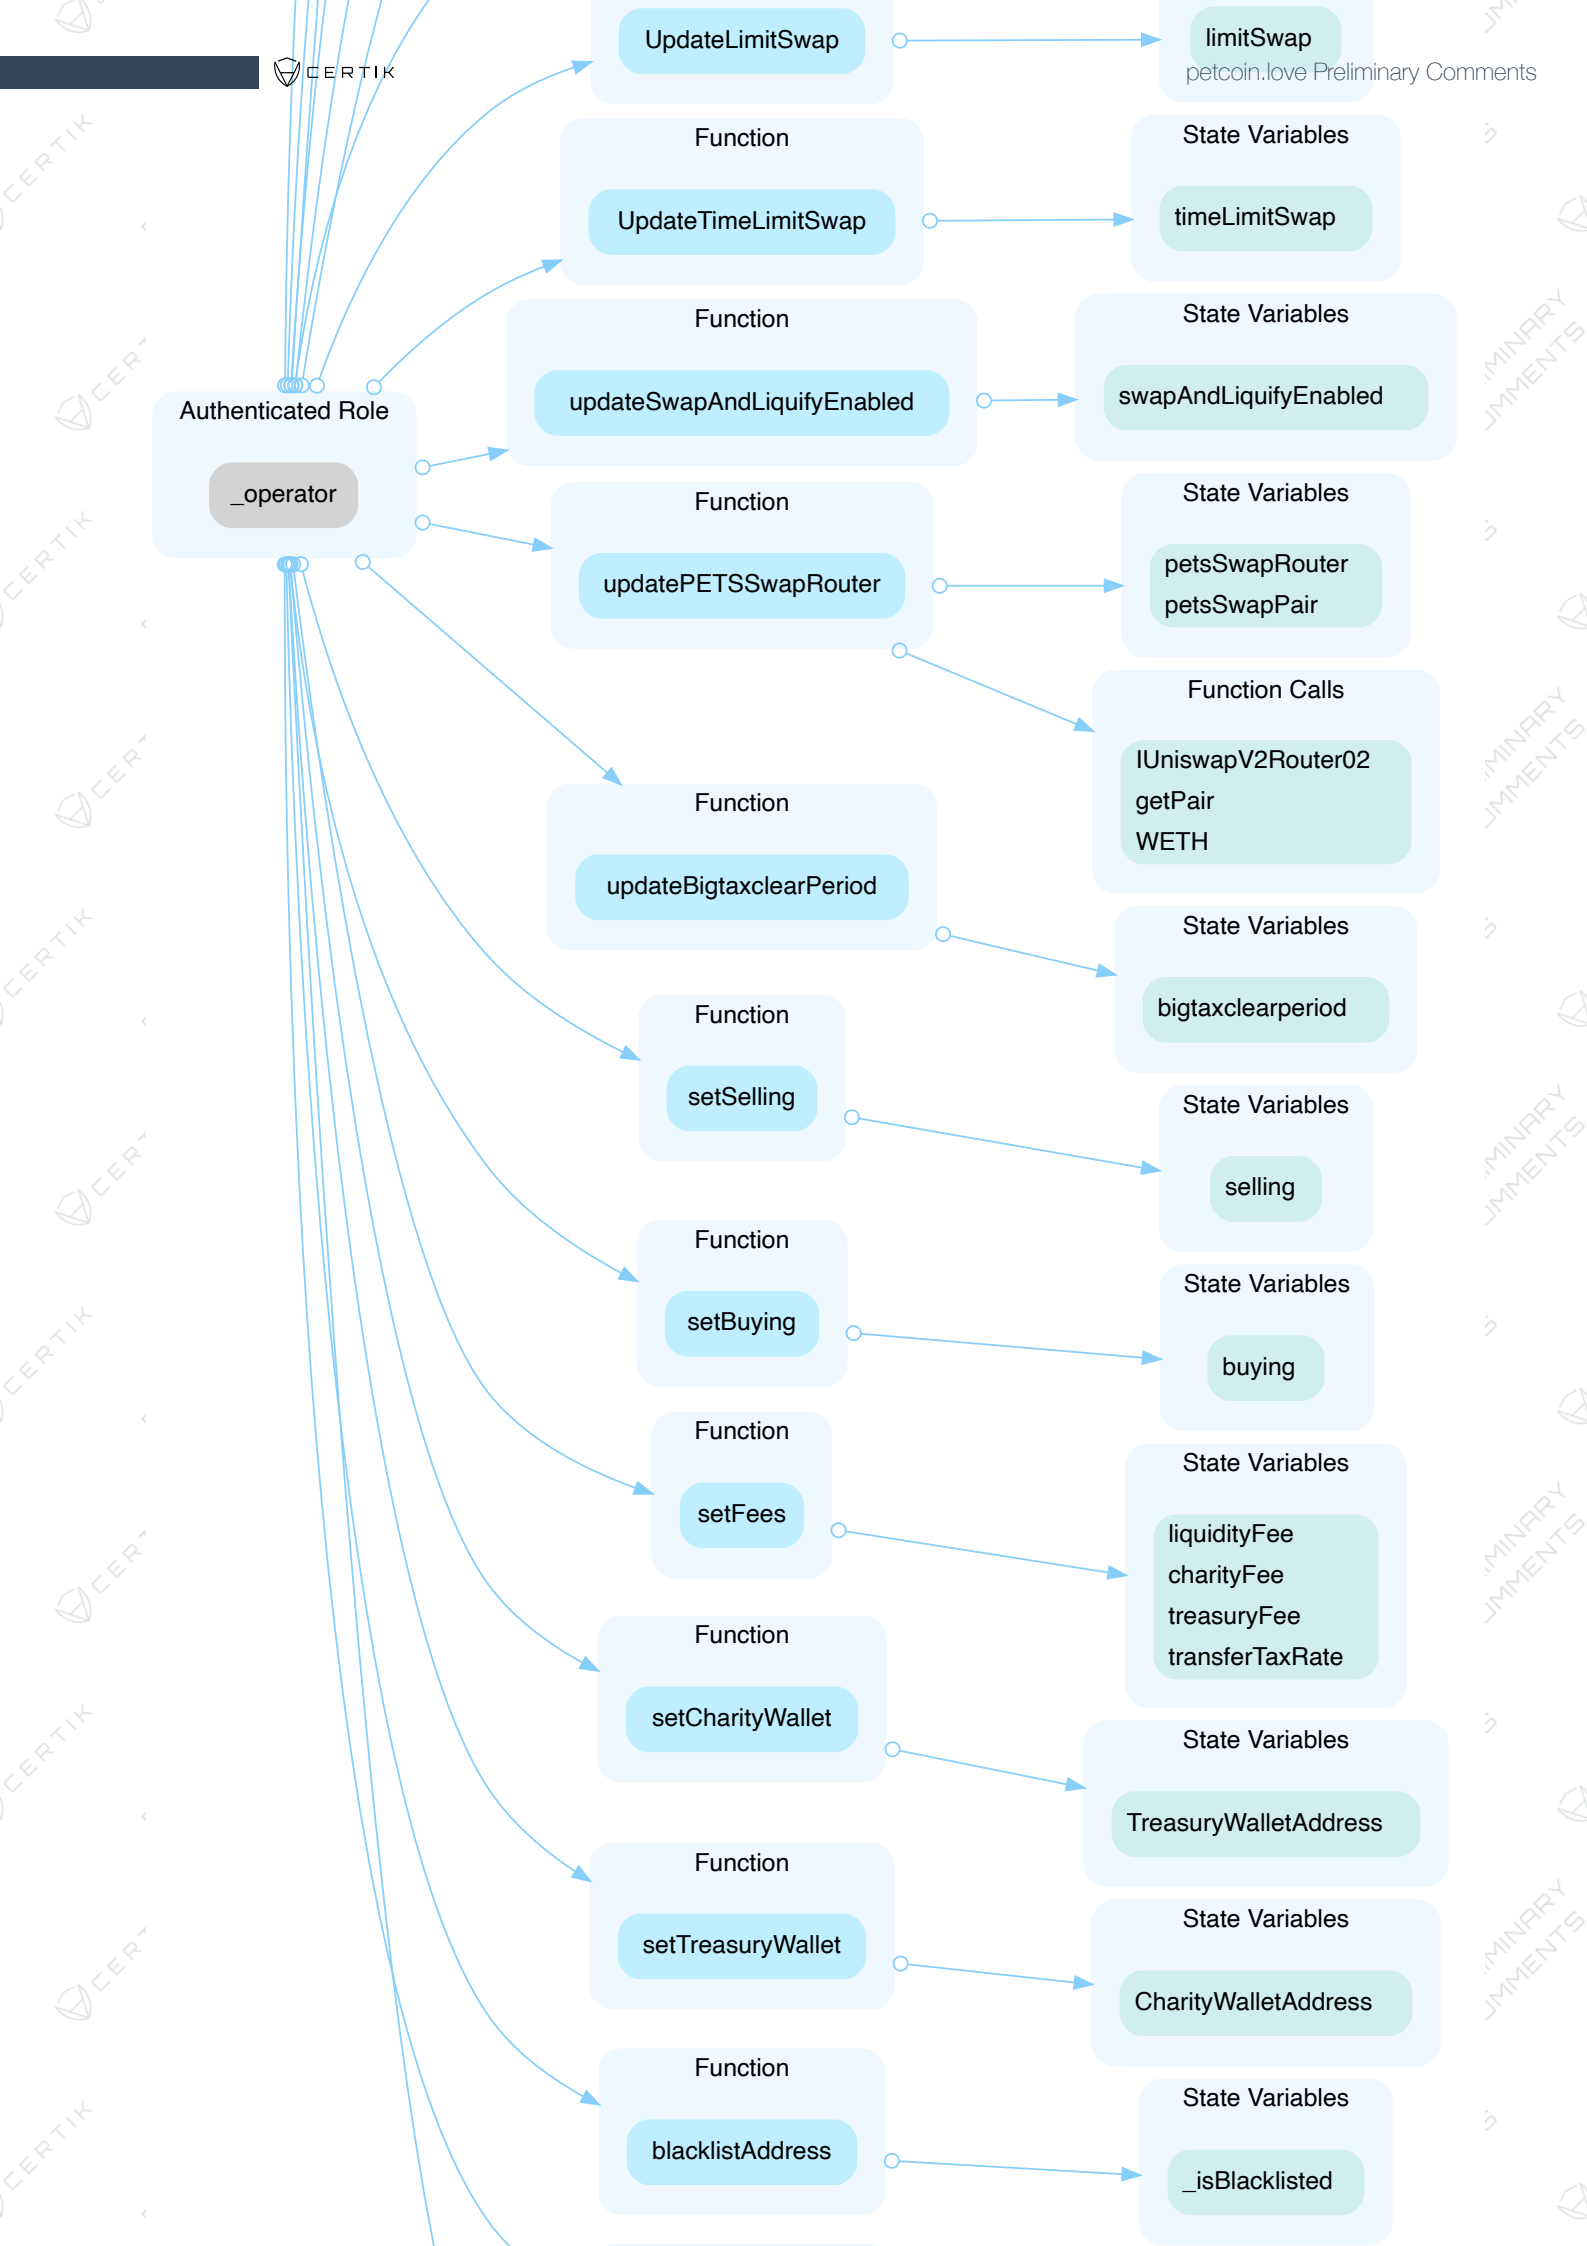 UpdateLimitSwap
limitSwap
CERTIK
petcoin.love Preliminary Comments
Function
State Variables
UpdateTimeLimitSwap
timeLimitSwap
Function
State Variables
updateSwapAndLiquifyEnabled
swapAndLiquifyEnabled
Authenticated Role
_operator
Function
State Variables
updatePETSSwapRouter
petsSwapRouter
petsSwapPair
Function Calls
IUniswapV2Router02
getPair
WETH
Function
updateBigtaxclearPeriod
State Variables
bigtaxclearperiod
Function
setSelling
State Variables
selling
Function
setBuying
State Variables
buying
Function
setFees
State Variables
liquidityFee
charityFee
treasuryFee
transferTaxRate
Function
setCharityWallet
State Variables
TreasuryWalletAddress
Function
setTreasuryWallet
State Variables
CharityWalletAddress
Function
blacklistAddress
State Variables
_isBlacklisted